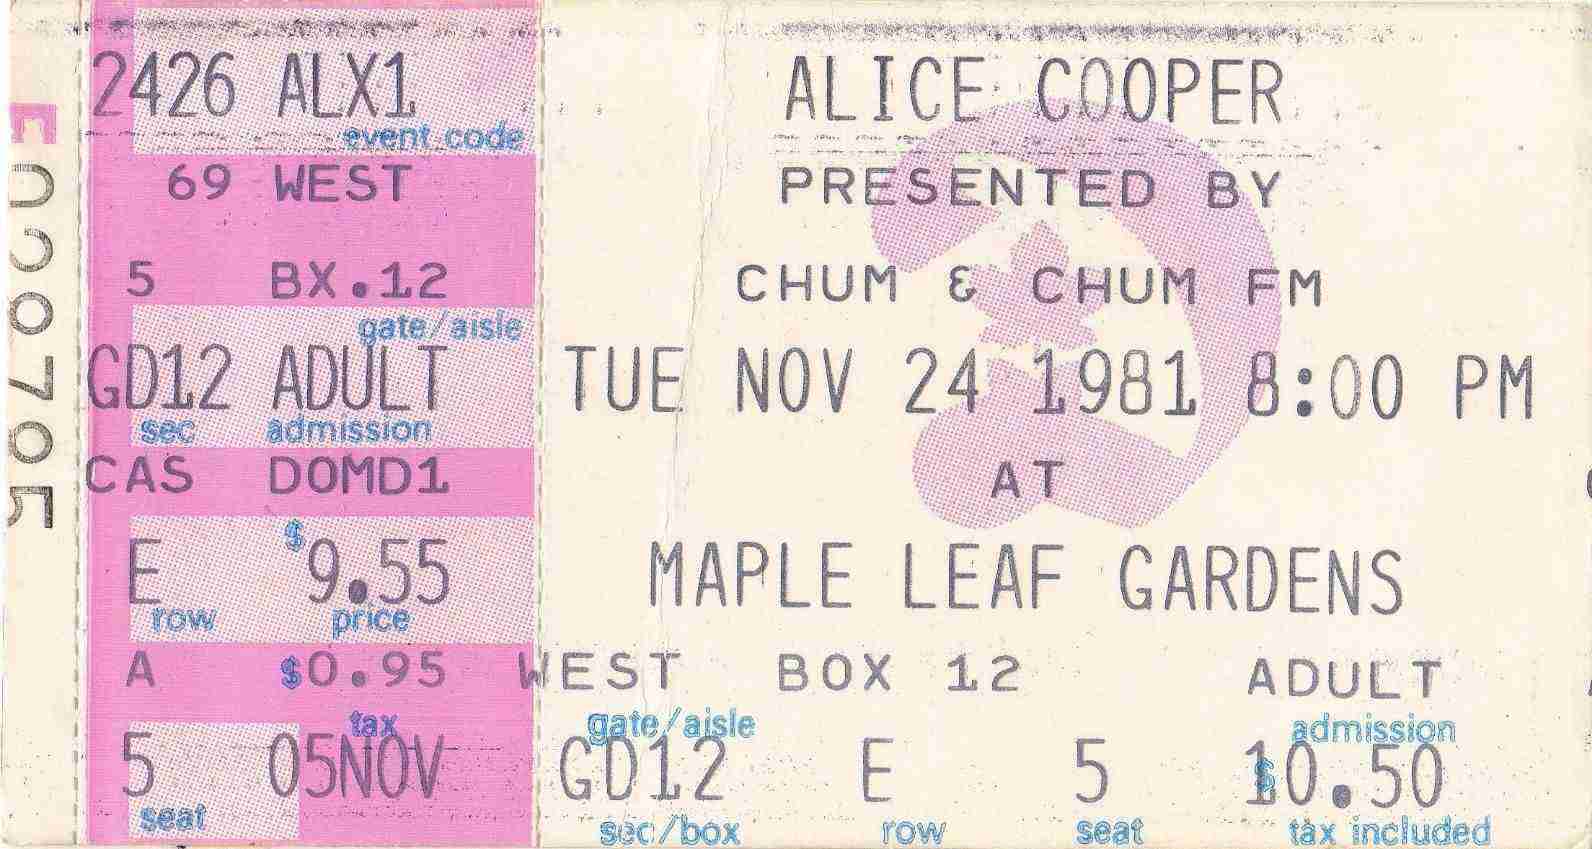 E
029785
2426 ALX1
event code
69 WEST
5 BX.12
gate/aisle
GD12 ADULT
sec admission
CAS DOMD1
E $9.55
row price
A $0.95
tax
5 05NOV
seat
ALICE COOPER
PRESENTED BY
CHUM & CHUM FM
TUE NOV 24 1981 8:00 PM
AT
MAPLE LEAF GARDENS
WEST BOX 12 ADULT
gate/aisle admission
GD12 E 5 $10.50
sec/box row seat tax included